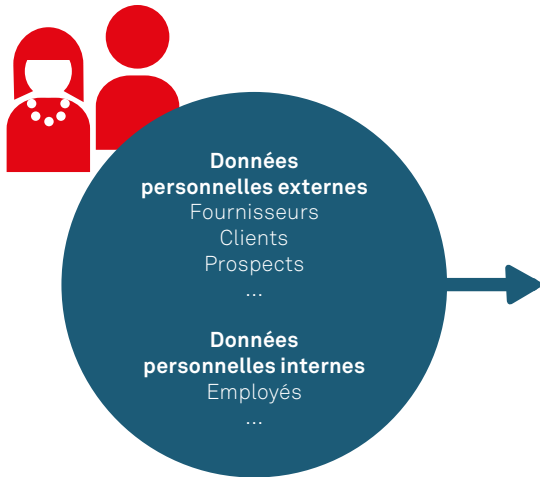 Données
personnelles externes
Fournisseurs
Clients
Prospects
...
Données
personnelles internes
Employés
...